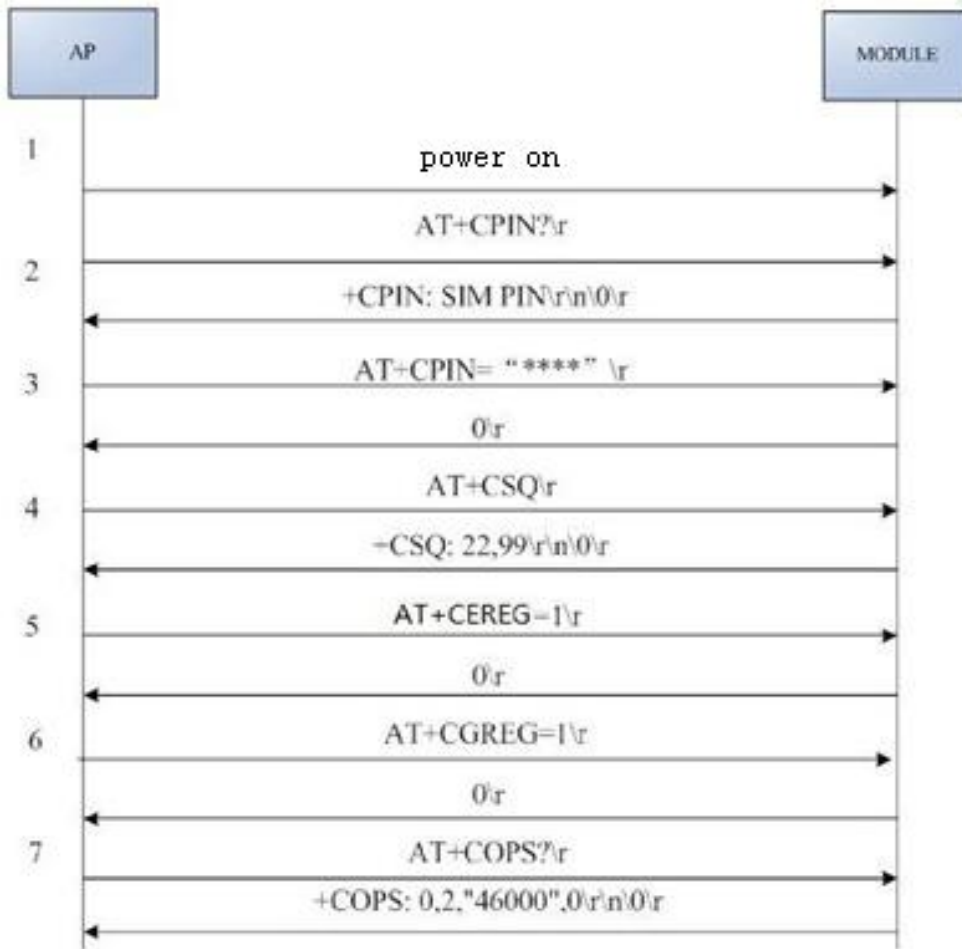 AP
MODULE
1
power on
AT+CPIN?\r
2
+CPIN: SIM PIN\r\n\0\r
AT+CPIN= “****” \r
3
0\r
AT+CSQ\r
4
+CSQ: 22,99\r\n\0\r
AT+CEREG=1\r
5
0\r
6
AT+CGREG=1\r
0\r
7
AT+COPS?\r
+COPS: 0,2,"46000",0\r\n\0\r